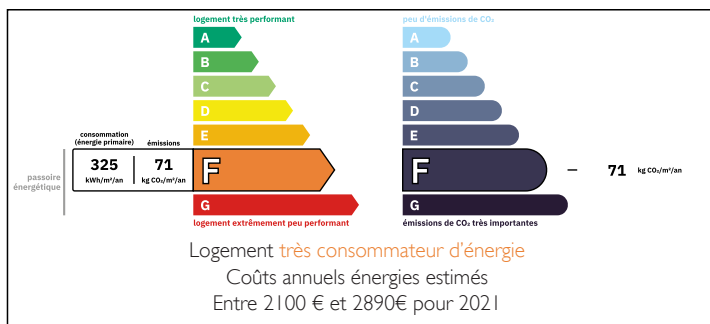 logement très performant
A
B
C
D
E
consommation
(énergie primaire)
émissions
325
kWh/m²/an
71
kg CO₂/m²/an
F
passoire
énergétique
G
logement extrêmement peu performant
peu d'émissions de CO₂
A
B
C
D
E
F
71
kg CO₂/m²/an
G
émissions de CO₂ très importantes
Logement très consommateur d'énergie
Coûts annuels énergies estimés
Entre 2100 € et 2890€ pour 2021